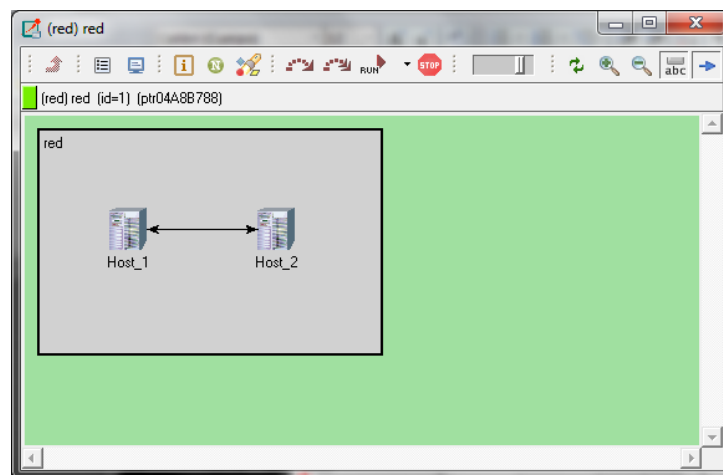 (red) red
RUN
STOP
abc
(red) red (id=1) (ptr04A8B788)
red
Host_1
Host_2